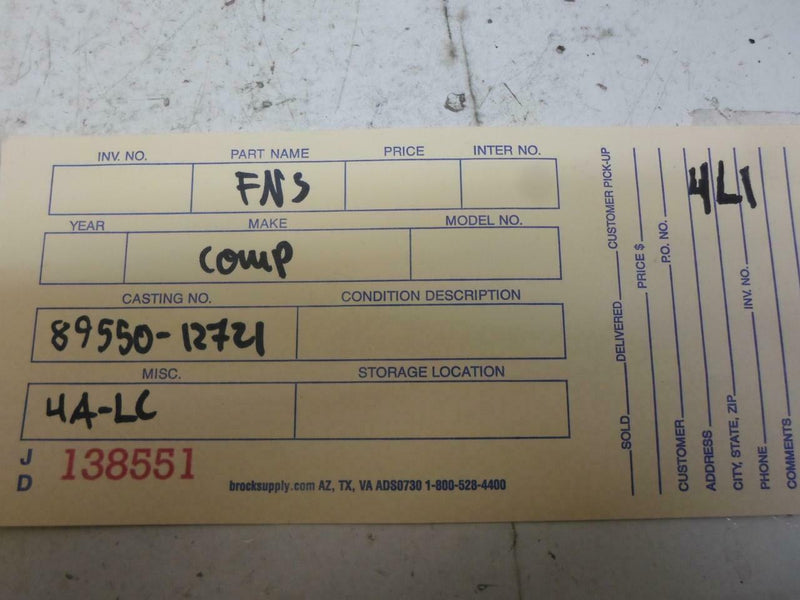 INV. NO. PART NAME PRICE INTER NO.
FNS
YEAR MAKE MODEL NO.
comp
CASTING NO. CONDITION DESCRIPTION
89550-12721
MISC. STORAGE LOCATION
4A-LC
J
D
138551
brocksupply.com AZ, TX, VA ADS0730 1-800-528-4400
SOLD DELIVERED CUSTOMER PICK-UP
PRICE $
P.O. NO.
CUSTOMER
ADDRESS
CITY, STATE, ZIP
PHONE INV. NO.
COMMENTS
4L1